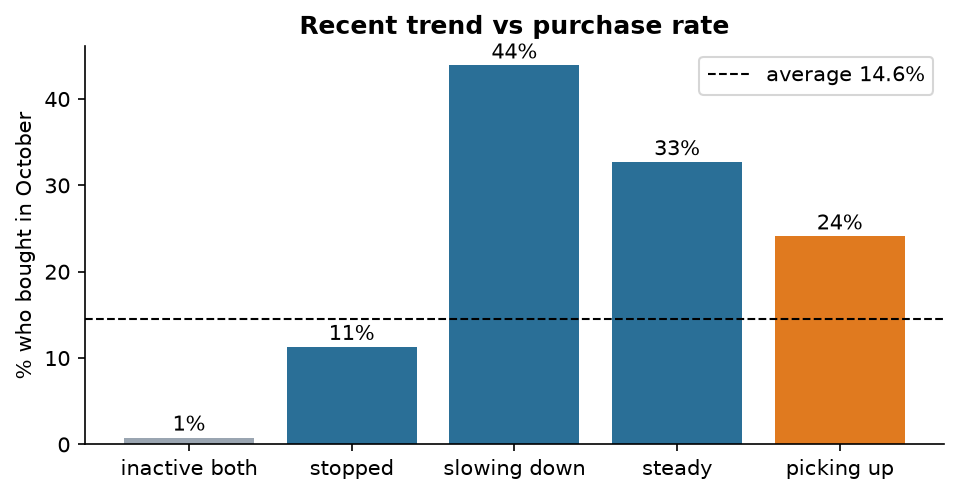 Recent trend vs purchase rate
average 14.6%
% who bought in October
40
30
20
10
0
1%
11%
44%
33%
24%
inactive both
stopped
slowing down
steady
picking up